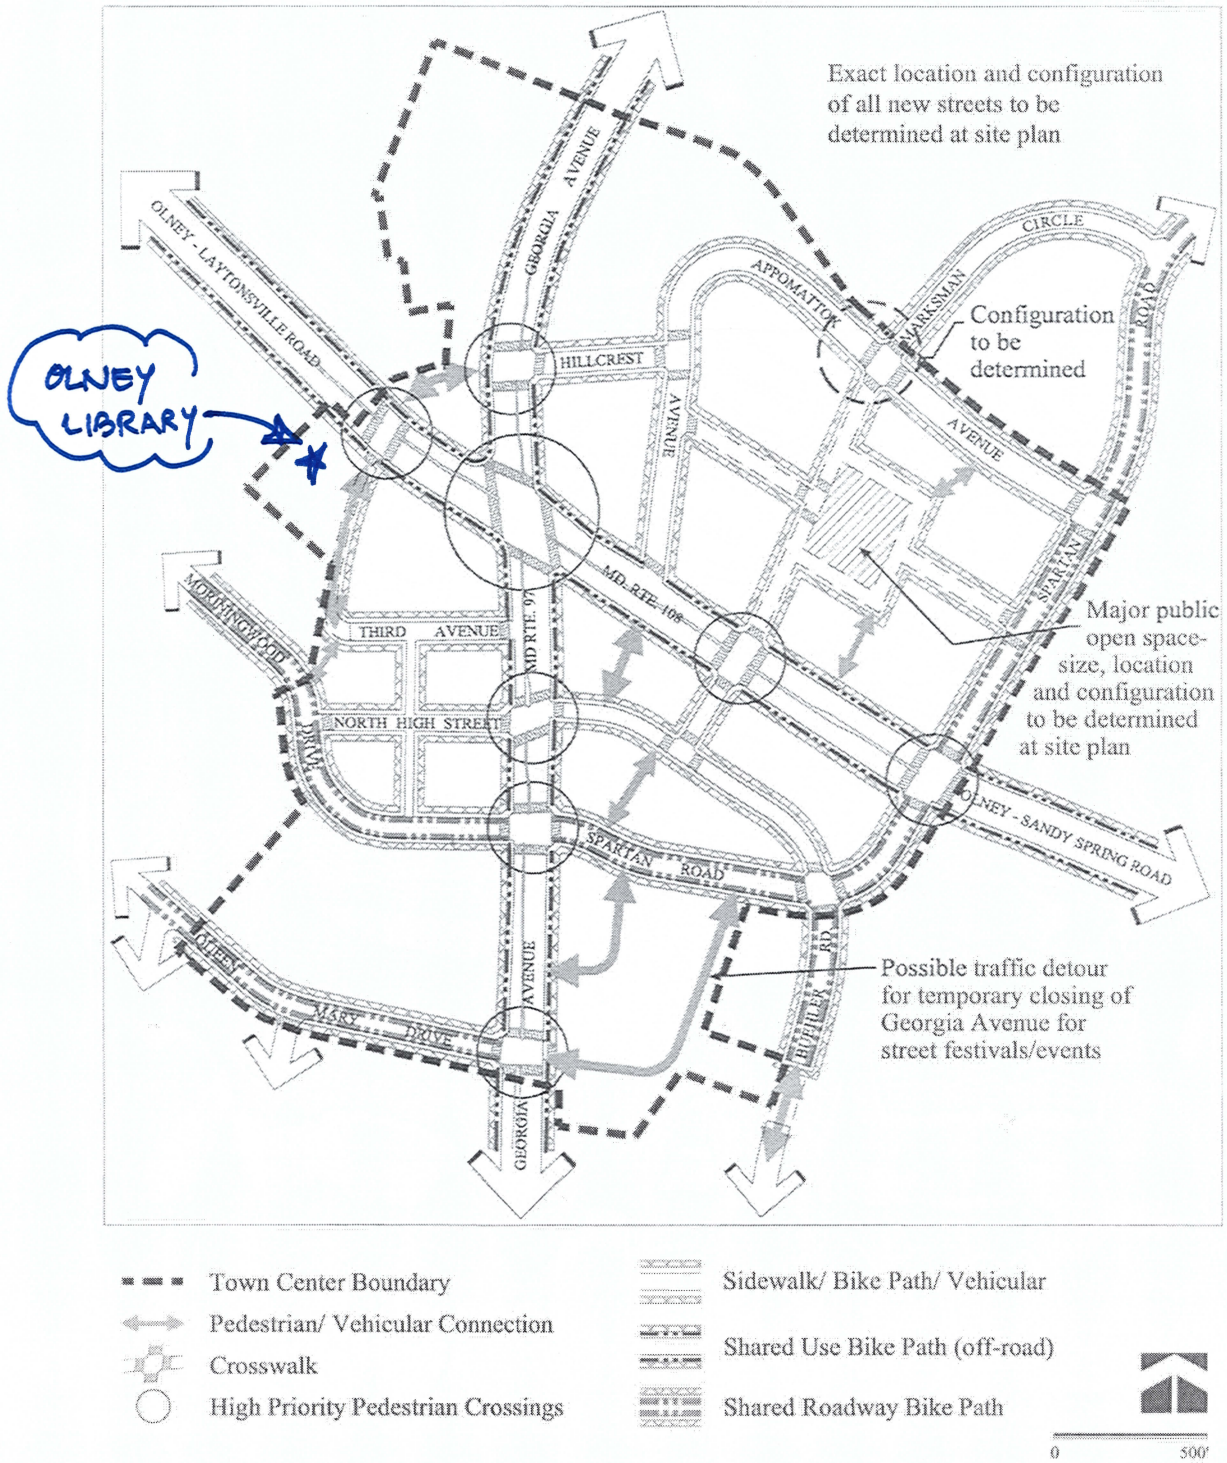 Exact location and configuration
of all new streets to be
determined at site plan
GEORGIA AVENUE
OLNEY - LAYTONSVILLE ROAD
CIRCLE
MARKSMAN
ROAD
APPOMATTOX
Configuration
to be
determined
HILLCREST
AVENUE
AVENUE
OLNEY
LIBRARY
MD. RTE. 108
SPARTAN
MORNINGWOOD
DRIVE
THIRD AVENUE
MD RTE. 97
Major public
open space-
size, location
and configuration
to be determined
at site plan
NORTH HIGH STREET
OLNEY - SANDY SPRING ROAD
SPARTAN ROAD
QUEEN MARY DRIVE
AVENUE
BUEHLER RD
Possible traffic detour
for temporary closing of
Georgia Avenue for
street festivals/events
GEORGIA
Town Center Boundary
Pedestrian/ Vehicular Connection
Crosswalk
High Priority Pedestrian Crossings
Sidewalk/ Bike Path/ Vehicular
Shared Use Bike Path (off-road)
Shared Roadway Bike Path
0 500'